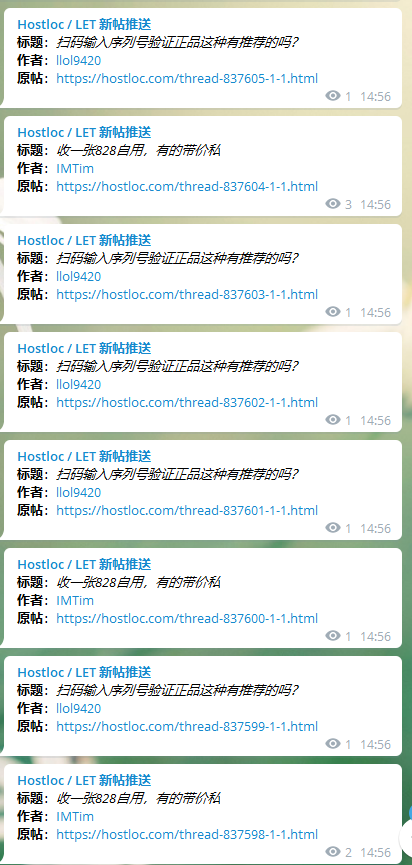 Hostloc / LET 新帖推送
标题：扫码输入序列号验证正品这种有推荐的吗？
作者：llol9420
原帖：https://hostloc.com/thread-837605-1-1.html
1 14:56
Hostloc / LET 新帖推送
标题：收一张828自用，有的带价私
作者：IMTim
原帖：https://hostloc.com/thread-837604-1-1.html
3 14:56
Hostloc / LET 新帖推送
标题：扫码输入序列号验证正品这种有推荐的吗？
作者：llol9420
原帖：https://hostloc.com/thread-837603-1-1.html
1 14:56
Hostloc / LET 新帖推送
标题：扫码输入序列号验证正品这种有推荐的吗？
作者：llol9420
原帖：https://hostloc.com/thread-837602-1-1.html
1 14:56
Hostloc / LET 新帖推送
标题：扫码输入序列号验证正品这种有推荐的吗？
作者：llol9420
原帖：https://hostloc.com/thread-837601-1-1.html
1 14:56
Hostloc / LET 新帖推送
标题：收一张828自用，有的带价私
作者：IMTim
原帖：https://hostloc.com/thread-837600-1-1.html
1 14:56
Hostloc / LET 新帖推送
标题：扫码输入序列号验证正品这种有推荐的吗？
作者：llol9420
原帖：https://hostloc.com/thread-837599-1-1.html
1 14:56
Hostloc / LET 新帖推送
标题：收一张828自用，有的带价私
作者：IMTim
原帖：https://hostloc.com/thread-837598-1-1.html
2 14:56